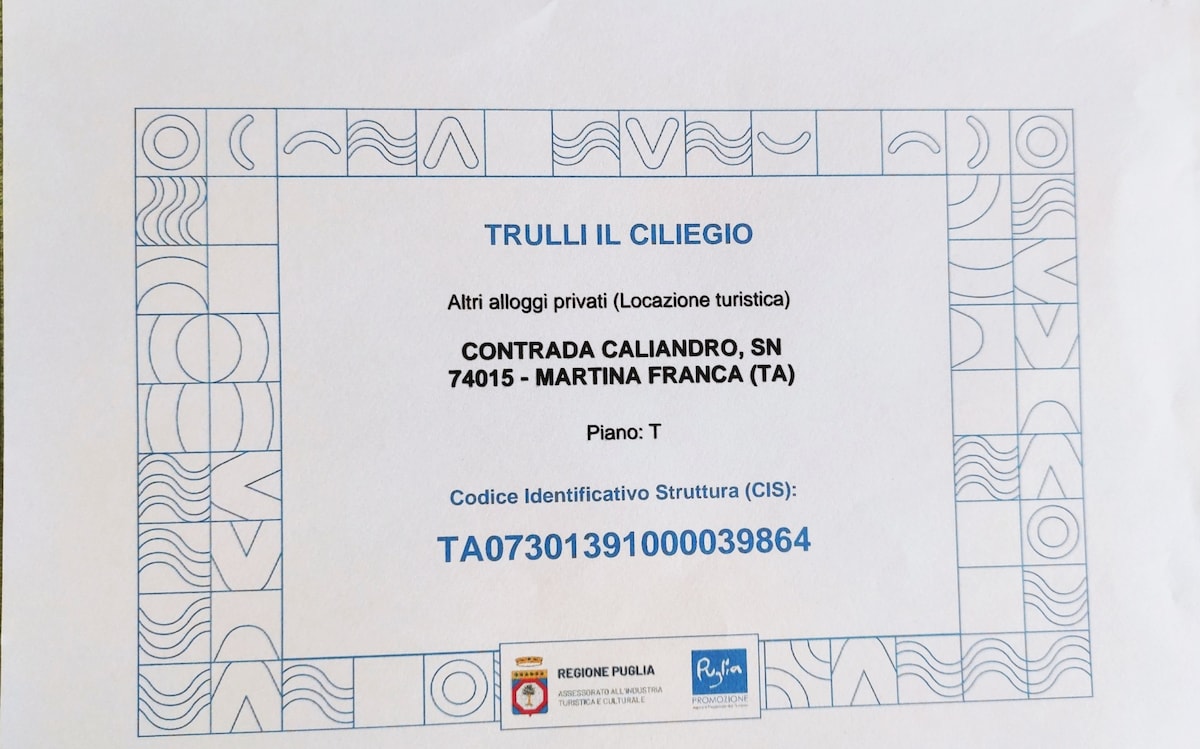 TRULLI IL CILIEGIO
Altri alloggi privati (Locazione turistica)
CONTRADA CALIANDRO, SN
74015 - MARTINA FRANCA (TA)
Piano: T
Codice Identificativo Struttura (CIS):
TA07301391000039864
REGIONE PUGLIA
ASSESSORATO ALL'INDUSTRIA
TURISTICA E CULTURALE
Puglia
PROMOZIONE